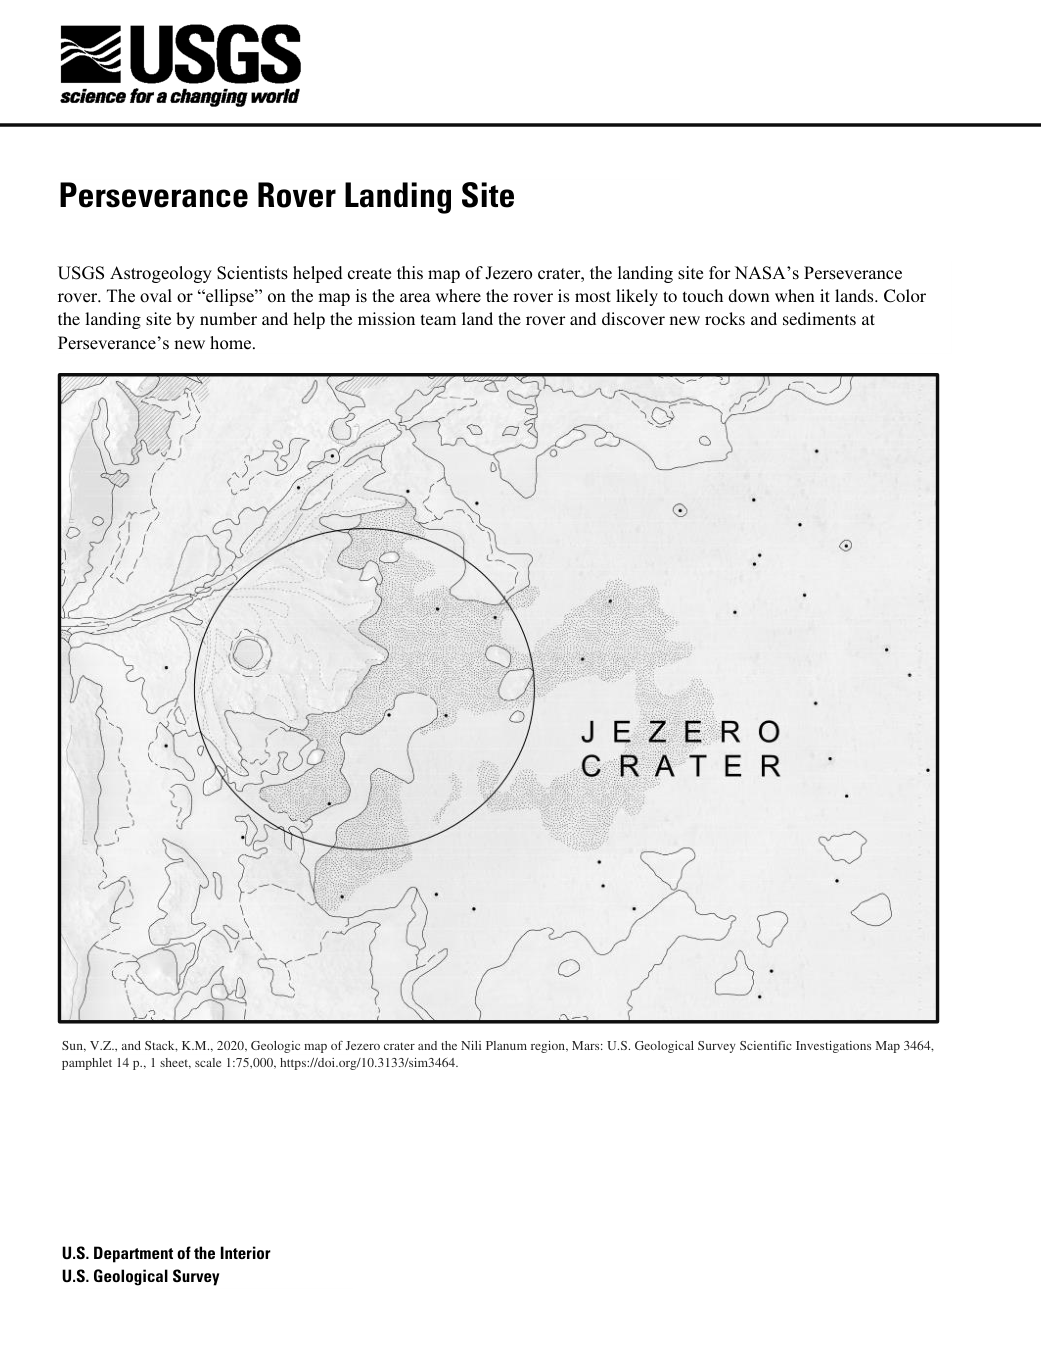 USGS
science for a changing world
Perseverance Rover Landing Site
USGS Astrogeology Scientists helped create this map of Jezero crater, the landing site for NASA’s Perseverance
rover. The oval or “ellipse” on the map is the area where the rover is most likely to touch down when it lands. Color
the landing site by number and help the mission team land the rover and discover new rocks and sediments at
Perseverance’s new home.
JEZERO
CRATER
Sun, V.Z., and Stack, K.M., 2020, Geologic map of Jezero crater and the Nili Planum region, Mars: U.S. Geological Survey Scientific Investigations Map 3464,
pamphlet 14 p., 1 sheet, scale 1:75,000, https://doi.org/10.3133/sim3464.
U.S. Department of the Interior
U.S. Geological Survey